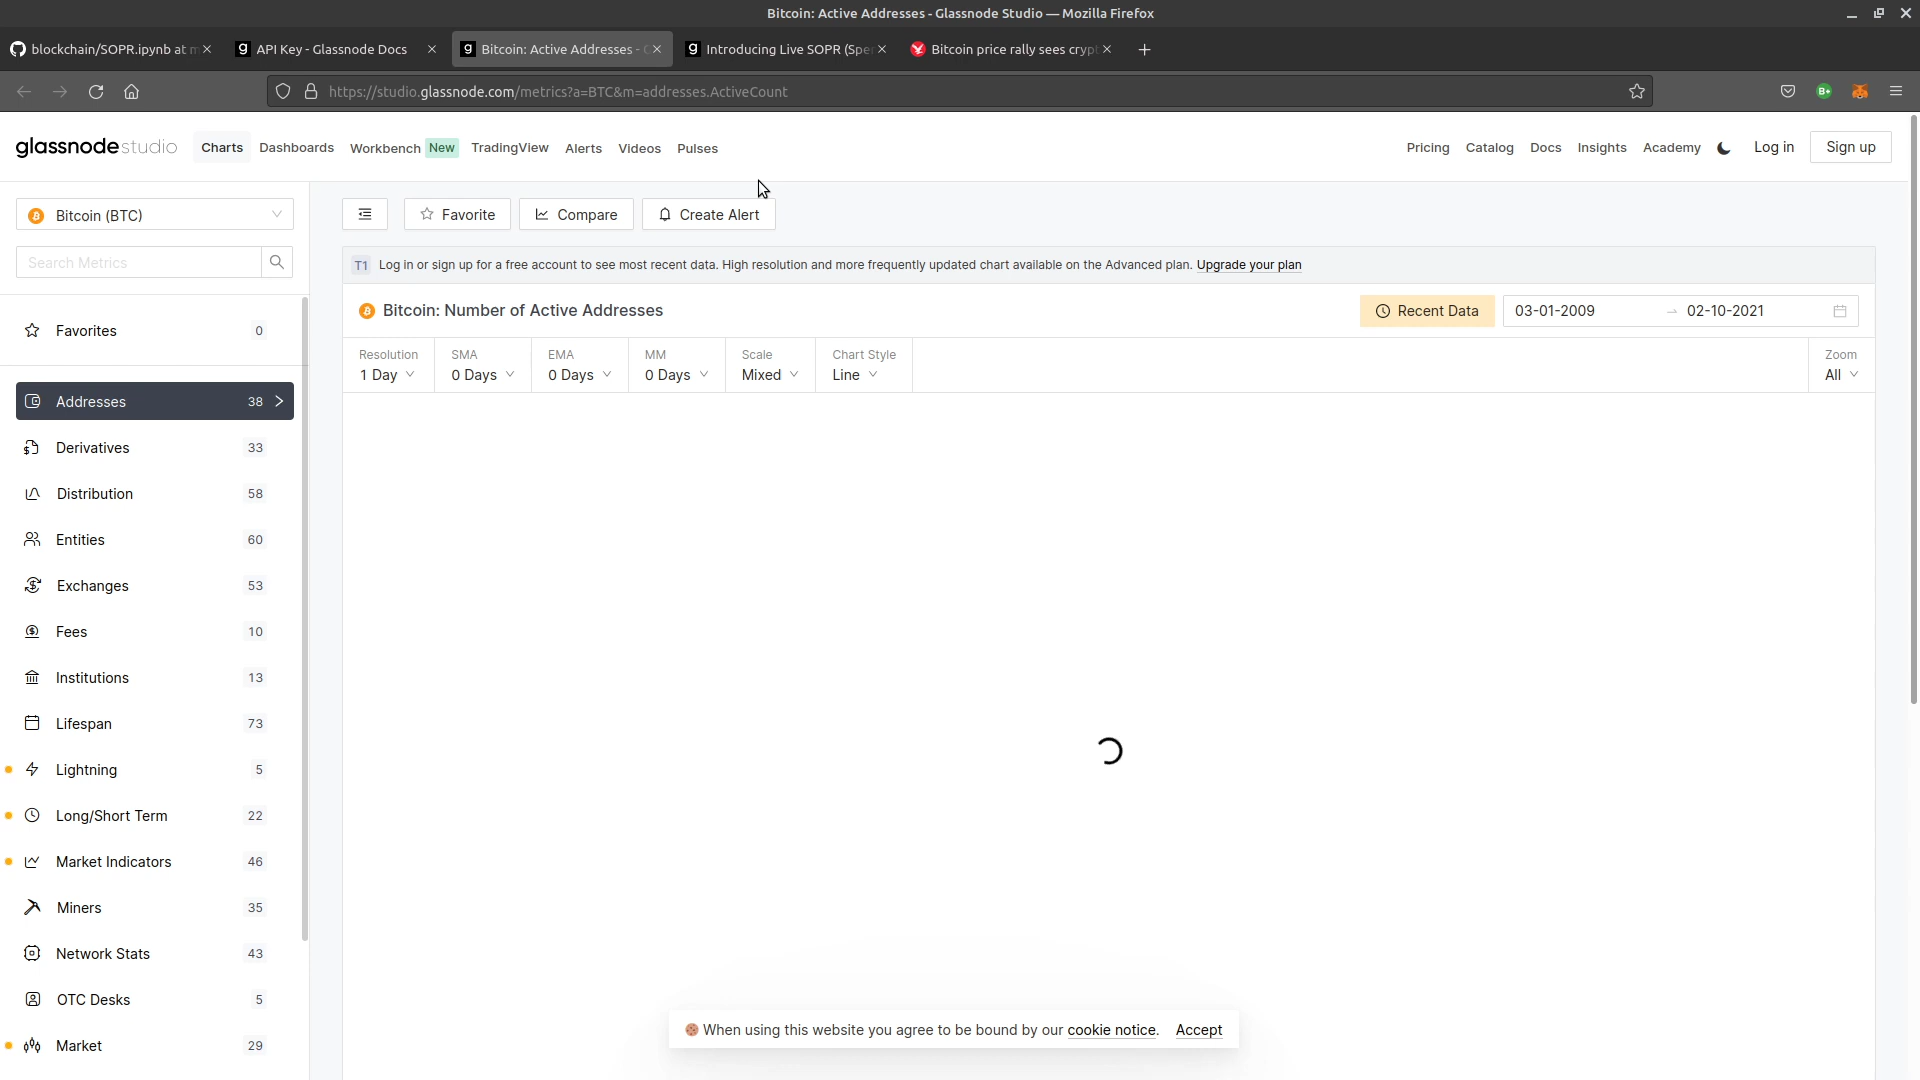 Bitcoin: Active Addresses - Glassnode Studio — Mozilla Firefox
blockchain/SOPR.ipynb at m
API Key - Glassnode Docs
Bitcoin: Active Addresses -
Introducing Live SOPR (Spe
Bitcoin price rally sees crypt
https://studio.glassnode.com/metrics?a=BTC&m=addresses.ActiveCount
glassnodestudio
Charts
Dashboards
Workbench New
TradingView
Alerts
Videos
Pulses
Pricing
Catalog
Docs
Insights
Academy
Log in
Sign up
Bitcoin (BTC)
Favorite
Compare
Create Alert
Search Metrics
T1 Log in or sign up for a free account to see most recent data. High resolution and more frequently updated chart available on the Advanced plan. Upgrade your plan
Bitcoin: Number of Active Addresses
Recent Data
03-01-2009
02-10-2021
Favorites 0
Resolution
1 Day
SMA
0 Days
EMA
0 Days
MM
0 Days
Scale
Mixed
Chart Style
Line
Zoom
All
Addresses 38
Derivatives 33
Distribution 58
Entities 60
Exchanges 53
Fees 10
Institutions 13
Lifespan 73
Lightning 5
Long/Short Term 22
Market Indicators 46
Miners 35
Network Stats 43
OTC Desks 5
Market 29
When using this website you agree to be bound by our cookie notice. Accept